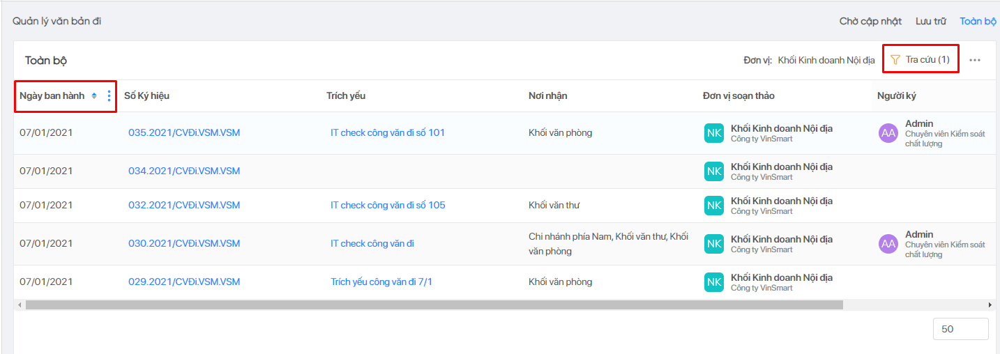 Quản lý văn bản đi
Chờ cập nhật Lưu trữ Toàn bộ
Toàn bộ
Đơn vị: Khối Kinh doanh Nội địa Tra cứu (1)
Ngày ban hành Số Ký hiệu Trích yếu Nơi nhận Đơn vị soạn thảo Người ký
07/01/2021 035.2021/CVĐi.VSM.VSM IT check công văn đi số 101 Khối văn phòng NK Khối Kinh doanh Nội địa AA Admin
Công ty VinSmart Chuyên viên Kiểm soát
chất lượng
07/01/2021 034.2021/CVĐi.VSM.VSM NK Khối Kinh doanh Nội địa
Công ty VinSmart
07/01/2021 032.2021/CVĐi.VSM.VSM IT check công văn đi số 105 Khối văn thư NK Khối Kinh doanh Nội địa
Công ty VinSmart
07/01/2021 030.2021/CVĐi.VSM.VSM IT check công văn đi Chi nhánh phía Nam, Khối văn thư, Khối NK Khối Kinh doanh Nội địa AA Admin
văn phòng Công ty VinSmart Chuyên viên Kiểm soát
chất lượng
07/01/2021 029.2021/CVĐi.VSM.VSM Trích yếu công văn đi 7/1 Khối văn phòng NK Khối Kinh doanh Nội địa
Công ty VinSmart
50